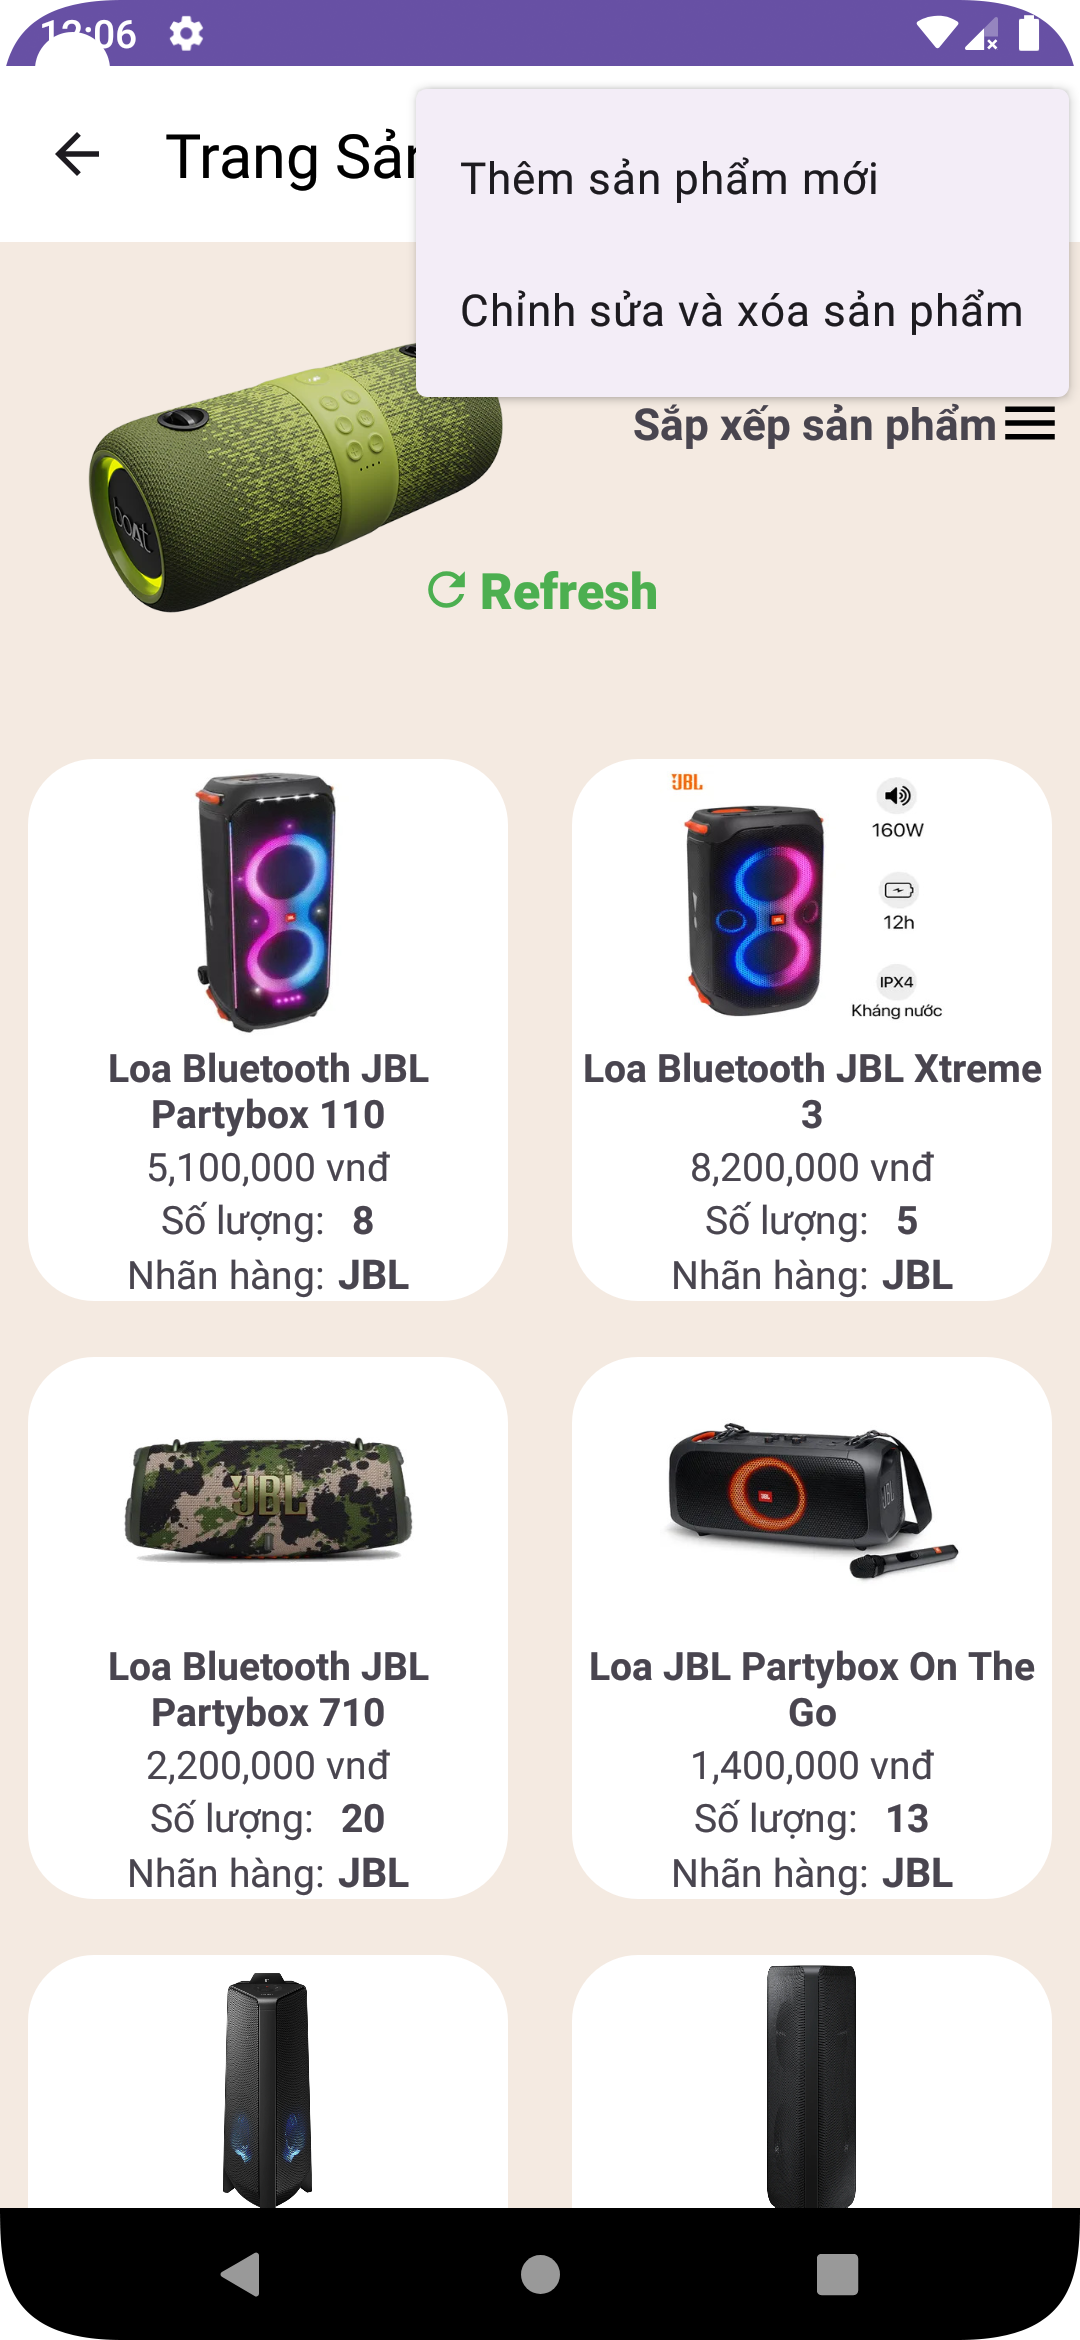 12:06
Trang Sản
Thêm sản phẩm mới
Chỉnh sửa và xóa sản phẩm
boAt
Sắp xếp sản phẩm
Refresh
JBL
160W
12h
IPX4
Kháng nước
Loa Bluetooth JBL
Partybox 110
5,100,000 vnđ
Số lượng: 8
Nhãn hàng: JBL
Loa Bluetooth JBL Xtreme
3
8,200,000 vnđ
Số lượng: 5
Nhãn hàng: JBL
JBL
JBL
Loa Bluetooth JBL
Partybox 710
2,200,000 vnđ
Số lượng: 20
Nhãn hàng: JBL
Loa JBL Partybox On The
Go
1,400,000 vnđ
Số lượng: 13
Nhãn hàng: JBL